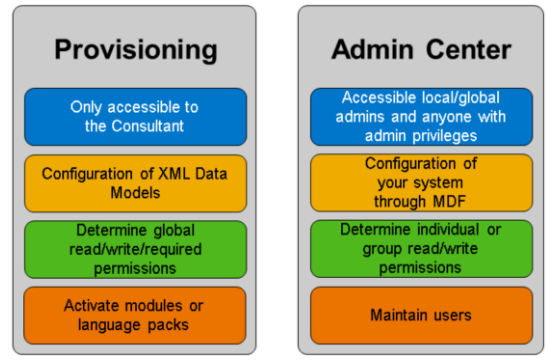 Provisioning
Only accessible to
the Consultant
Configuration of XML Data
Models
Determine global
read/write/required
permissions
Activate modules or
language packs
Admin Center
Accessible local/global
admins and anyone with
admin privileges
Configuration of
your system
through MDF
Determine individual or
group read/write
permissions
Maintain users